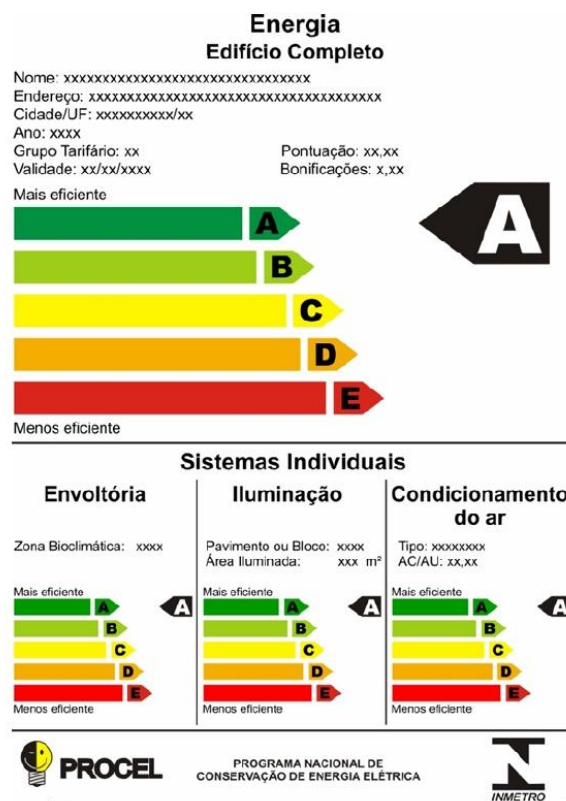 Energia
Edifício Completo
Nome: xxxxxxxxxxxxxxxxxxxxxxxxxxxxxxxx
Endereço: xxxxxxxxxxxxxxxxxxxxxxxxxxxxxxxxxxxxxx
Cidade/UF: xxxxxxxxxx/xx
Ano: xxxx
Grupo Tarifário: xx Pontuação: xx,xx
Validade: xx/xx/xxxx Bonificações: x,xx
Mais eficiente
A A
B
C
D
E
Menos eficiente
Sistemas Individuais
Envoltória
Zona Bioclimática: xxxx
Mais eficiente
A A
B
C
D
E
Menos eficiente
Iluminação
Pavimento ou Bloco: xxxx
Área Iluminada: xxx m²
Mais eficiente
A A
B
C
D
E
Menos eficiente
Condicionamento
do ar
Tipo: xxxxxxxx
AC/AU: xx,xx
Mais eficiente
A A
B
C
D
E
Menos eficiente
PROCEL
PROGRAMA NACIONAL DE
CONSERVAÇÃO DE ENERGIA ELÉTRICA
INMETRO